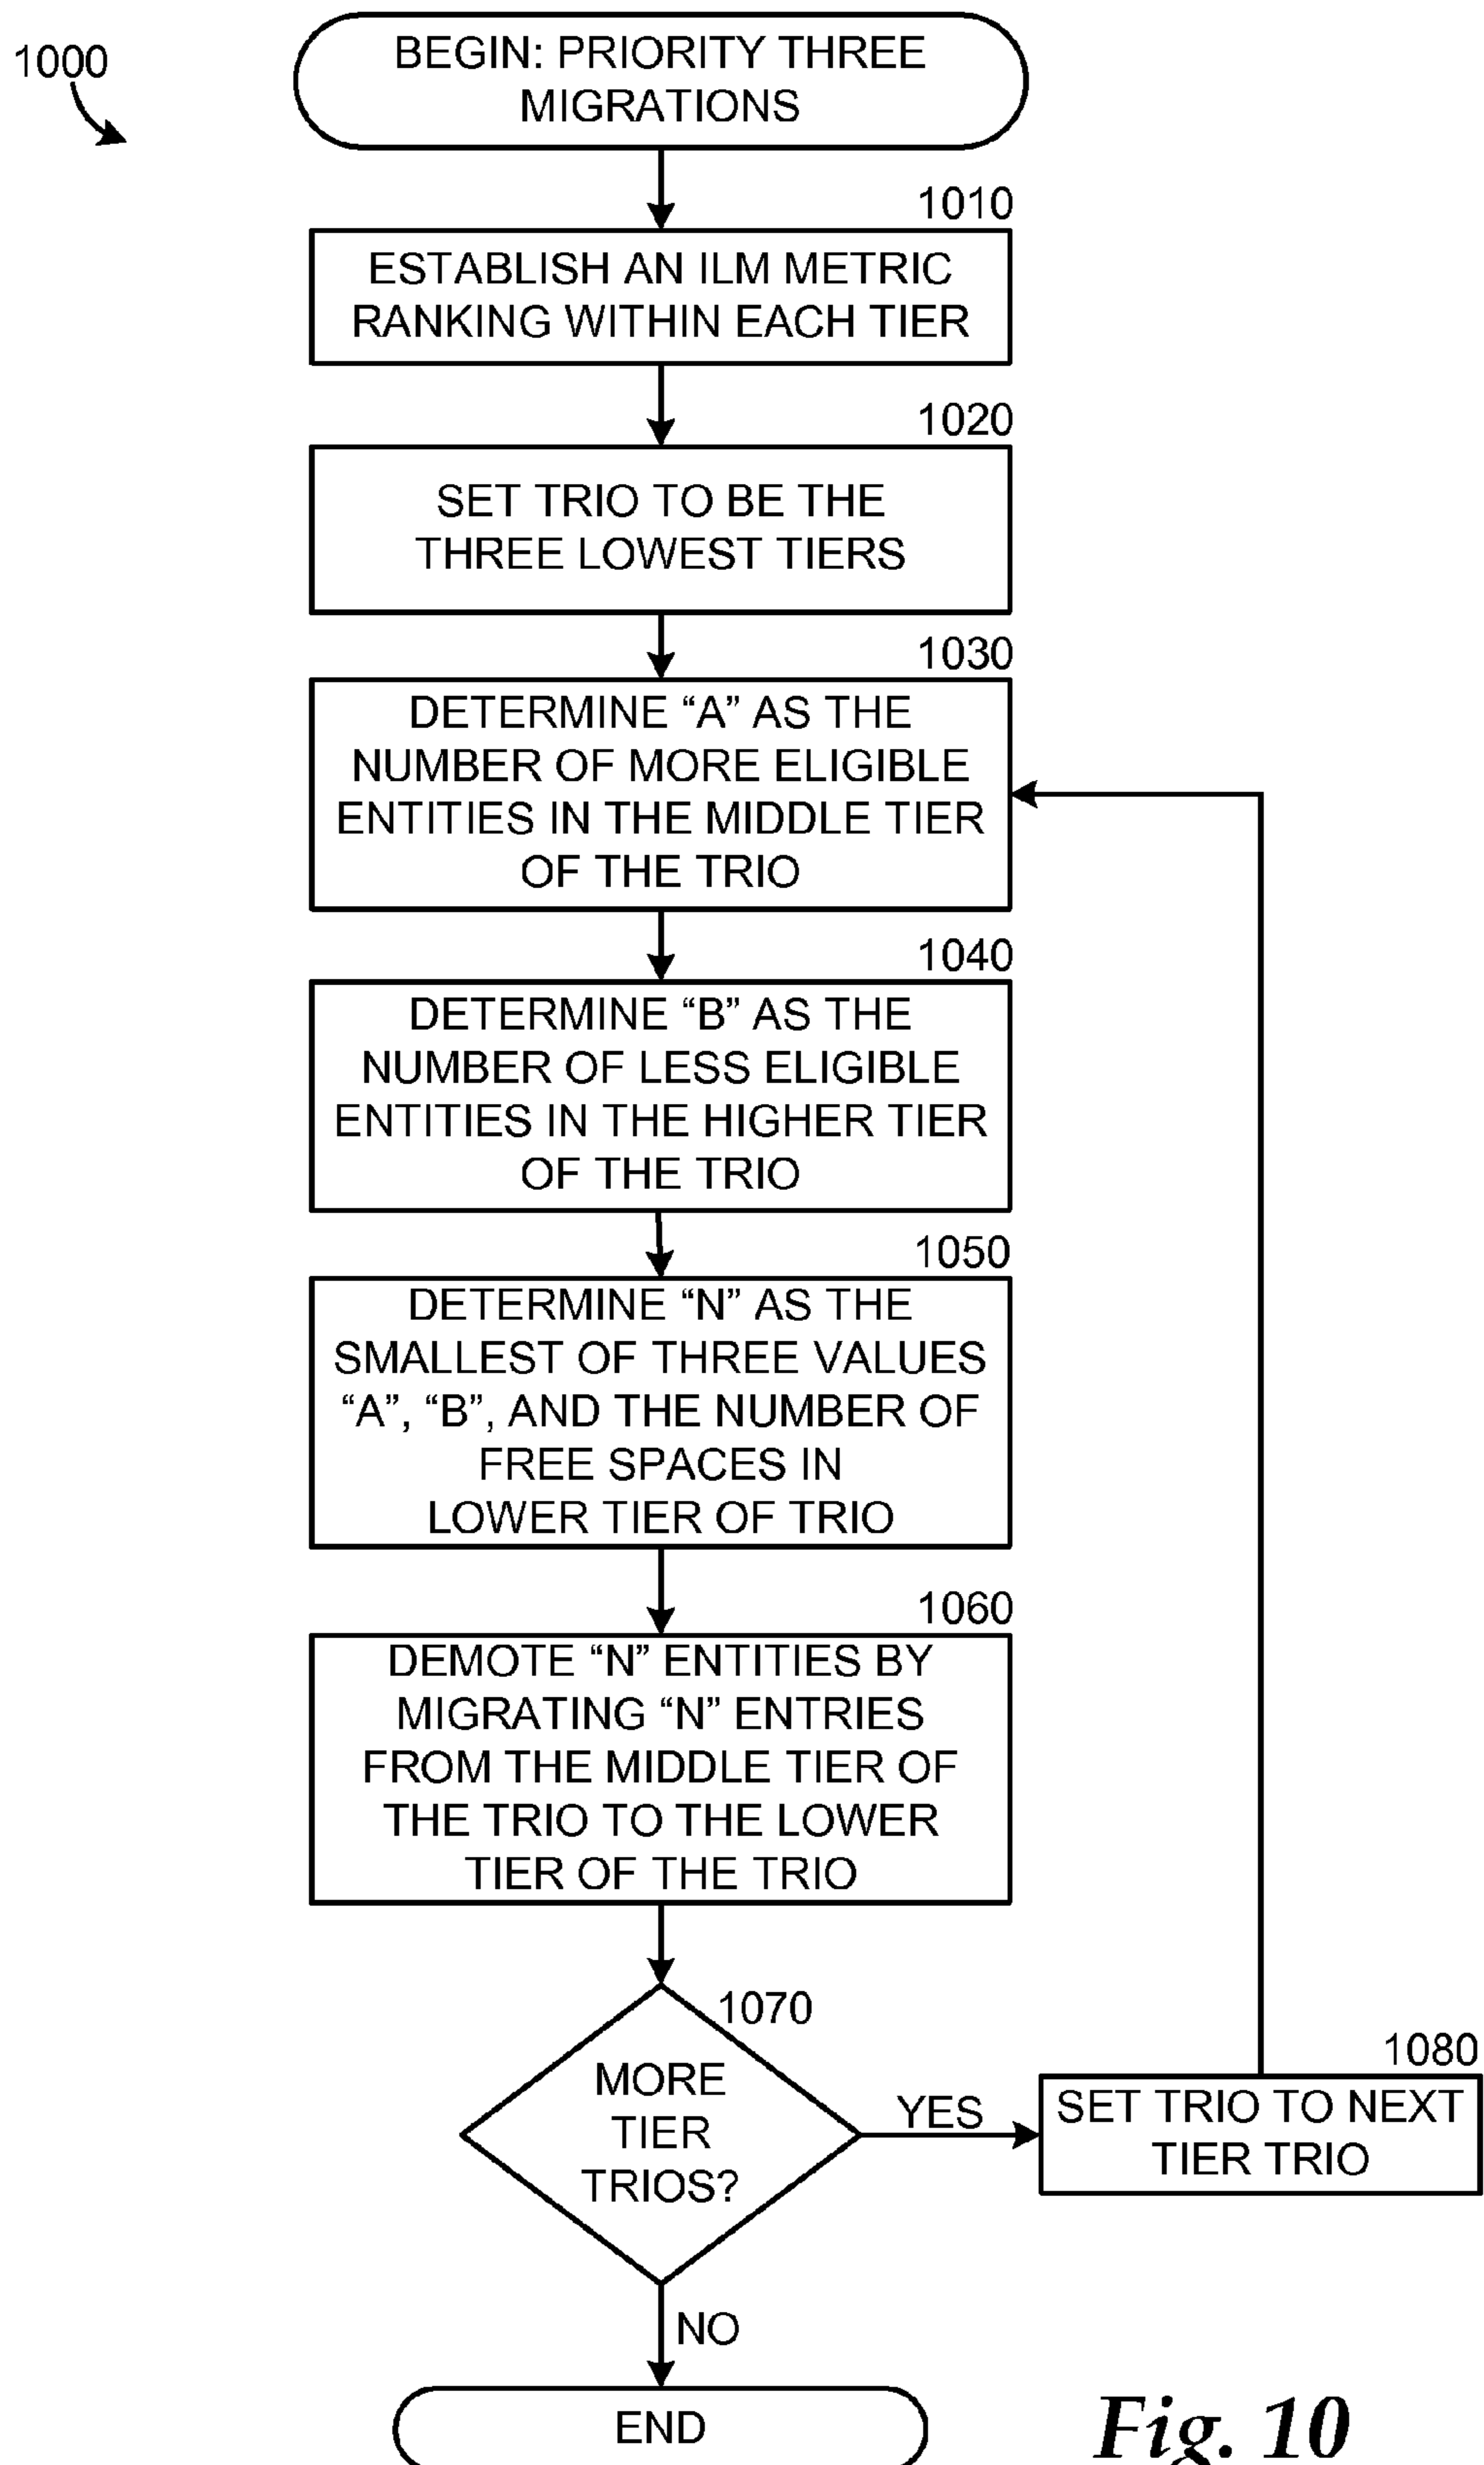 1000
BEGIN: PRIORITY THREE
MIGRATIONS
1010
ESTABLISH AN ILM METRIC
RANKING WITHIN EACH TIER
1020
SET TRIO TO BE THE
THREE LOWEST TIERS
1030
DETERMINE “A” AS THE
NUMBER OF MORE ELIGIBLE
ENTITIES IN THE MIDDLE TIER
OF THE TRIO
1040
DETERMINE “B” AS THE
NUMBER OF LESS ELIGIBLE
ENTITIES IN THE HIGHER TIER
OF THE TRIO
1050
DETERMINE “N” AS THE
SMALLEST OF THREE VALUES
“A”, “B”, AND THE NUMBER OF
FREE SPACES IN
LOWER TIER OF TRIO
1060
DEMOTE “N” ENTITIES BY
MIGRATING “N” ENTRIES
FROM THE MIDDLE TIER OF
THE TRIO TO THE LOWER
TIER OF THE TRIO
1070
MORE
TIER
TRIOS?
YES
1080
SET TRIO TO NEXT
TIER TRIO
NO
END
Fig. 10